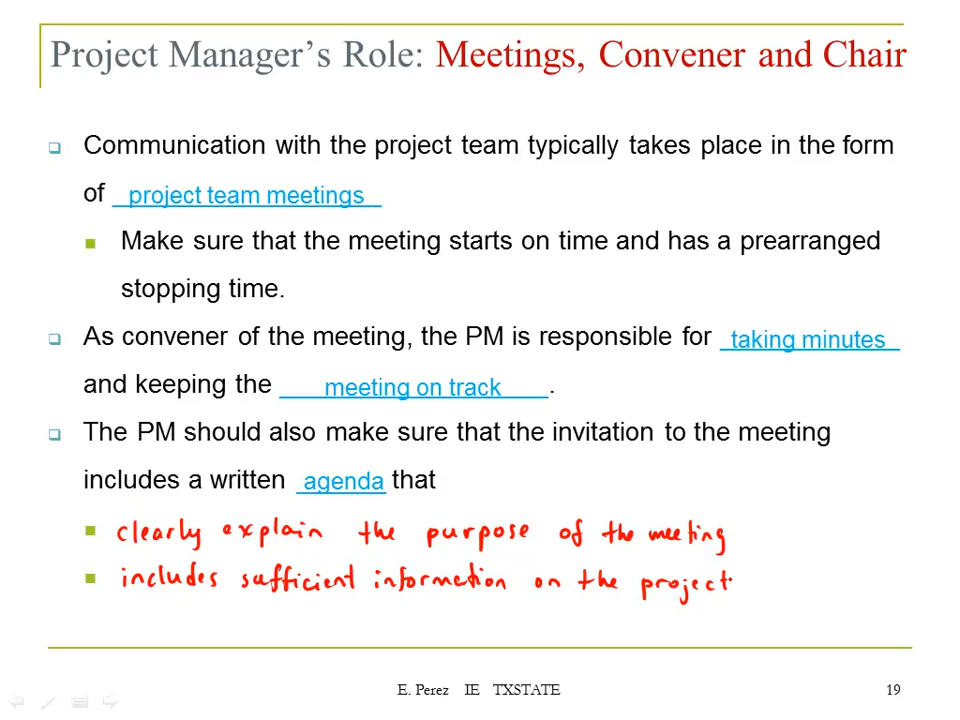 Project Manager's Role: Meetings, Convener and Chair
Communication with the project team typically takes place in the form
of project team meetings
Make sure that the meeting starts on time and has a prearranged
stopping time.
As convener of the meeting, the PM is responsible for taking minutes
and keeping the meeting on track.
The PM should also make sure that the invitation to the meeting
includes a written agenda that
clearly explain the purpose of the meeting
includes sufficient information on the project
E. Perez IE TXSTATE 19